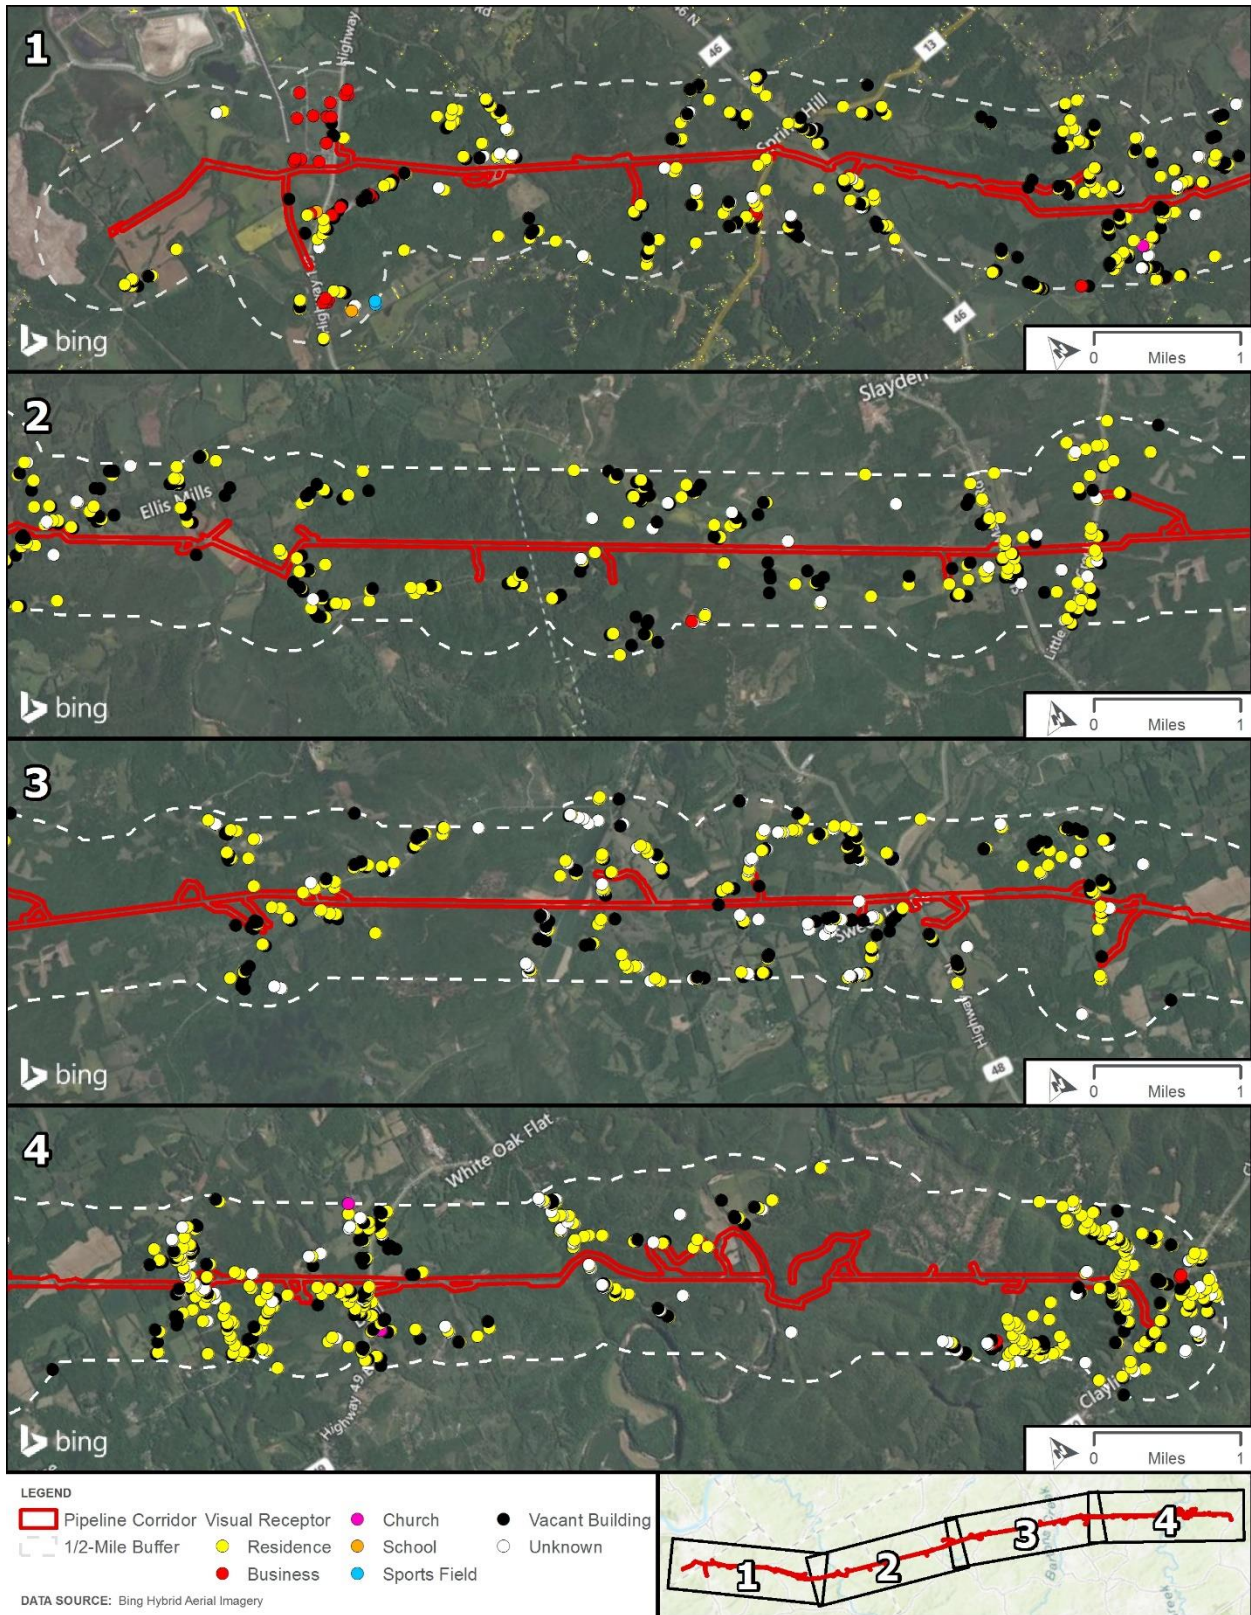 1
Highway
46 N
46
13
Spring Hill
46
bing
N
0 Miles 1
2
Slayden
Ellis Mills
Little
bing
N
0 Miles 1
3
N
Highway
48
bing
N
0 Miles 1
4
White Oak Flat
Highway 49
bing
N
0 Miles 1
LEGEND
Pipeline Corridor
1/2-Mile Buffer
Visual Receptor
Residence
Business
Church
School
Sports Field
Vacant Building
Unknown
DATA SOURCE: Bing Hybrid Aerial Imagery
1
2
3
4
Creek